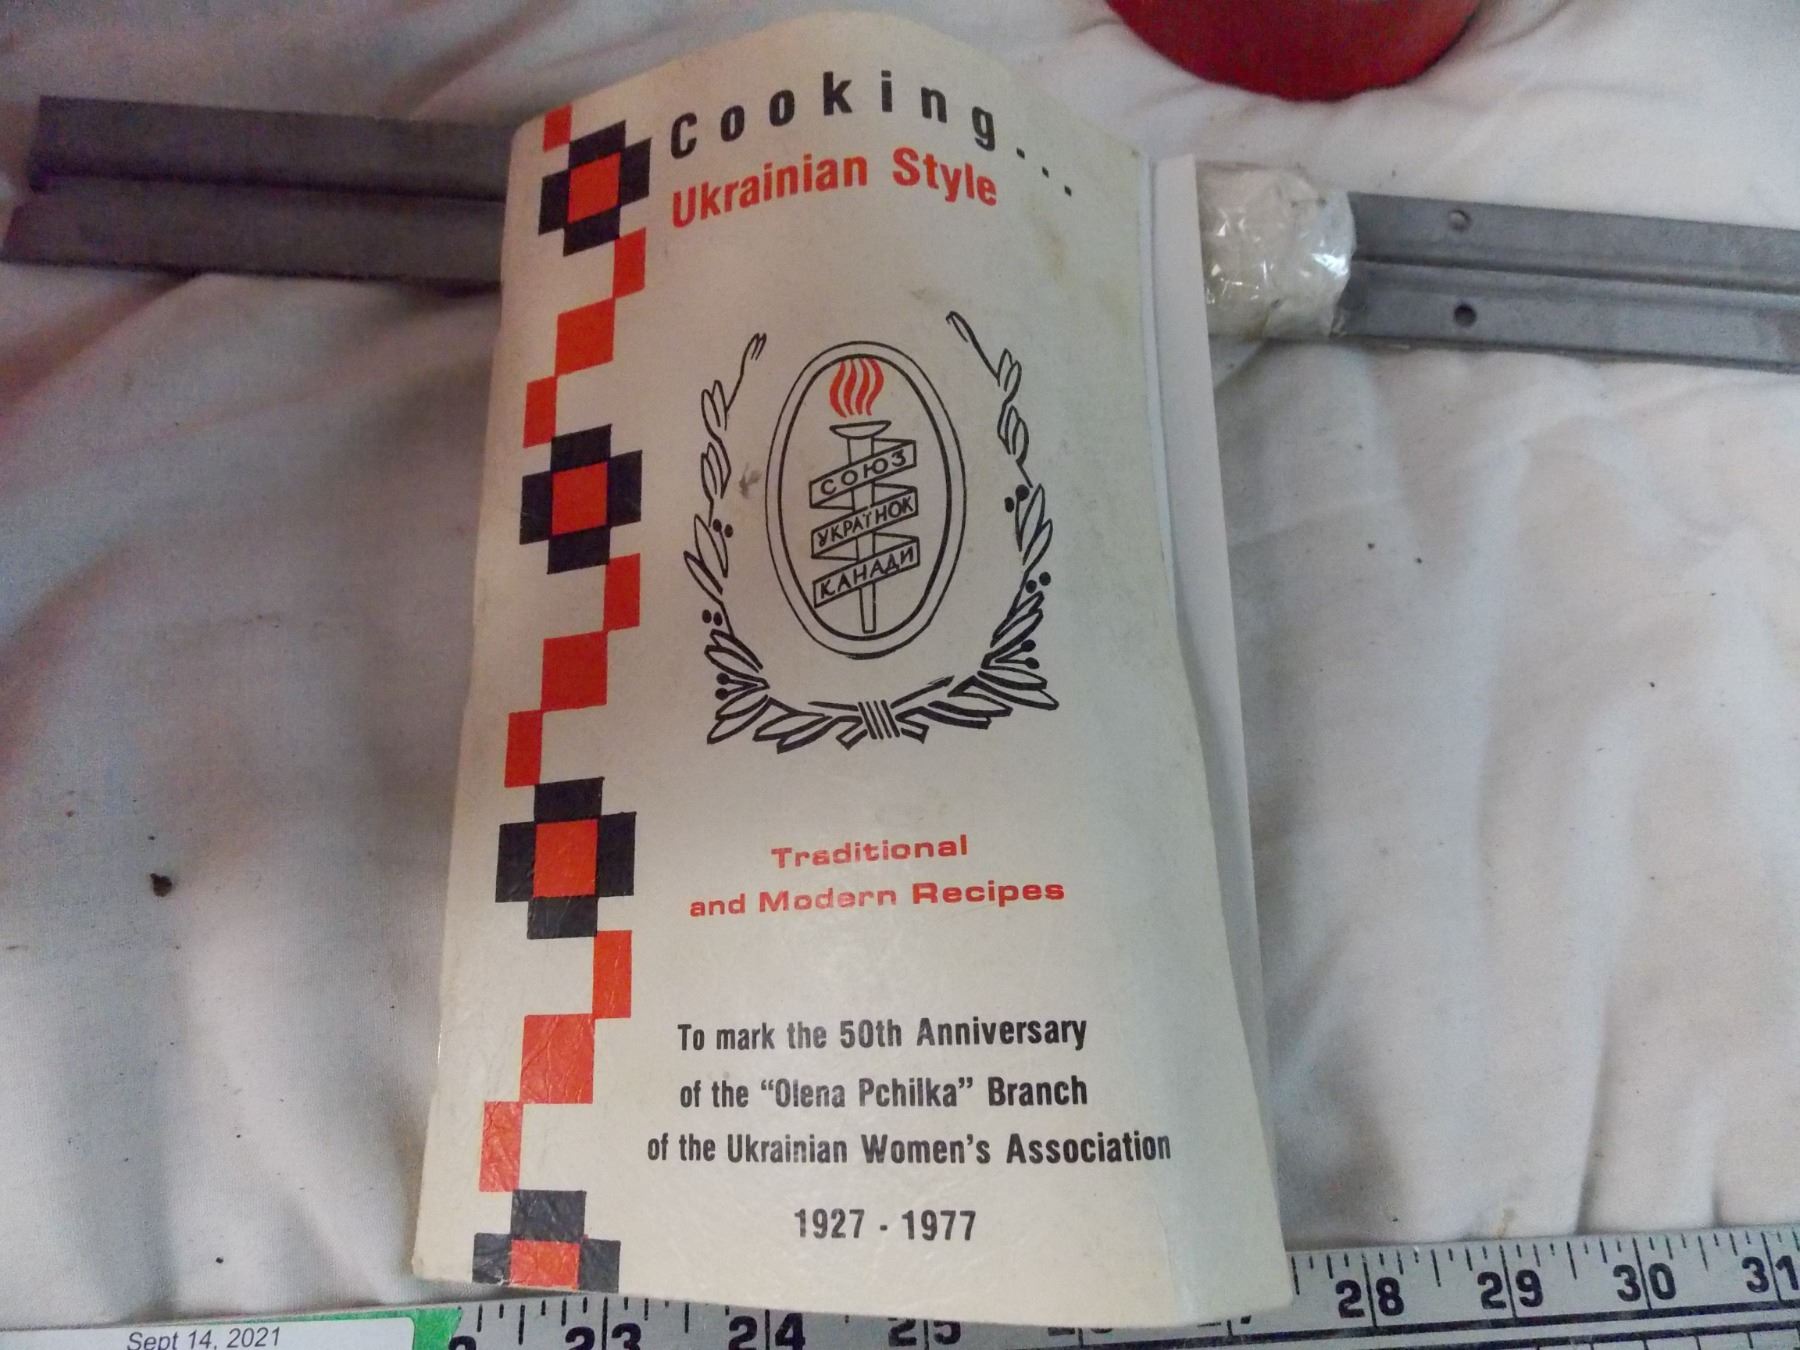 Cooking...
Ukrainian Style
СОЮЗ
УКРАЇНОК
КАНАДИ
Traditional
and Modern Recipes
To mark the 50th Anniversary
of the “Olena Pchilka” Branch
of the Ukrainian Women’s Association
1927 - 1977
28 29 30 31
23 24 25
Sept 14, 2021